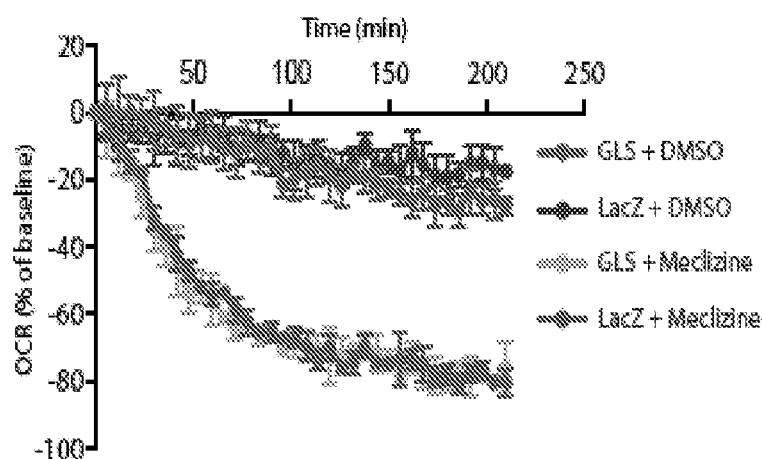 Time (min)
20
50 100 150 200 250
0
-20
-40
-60
-80
-100
OCR (% of baseline)
GLS + DMSO
LacZ + DMSO
GLS + Meclizine
LacZ + Meclizine